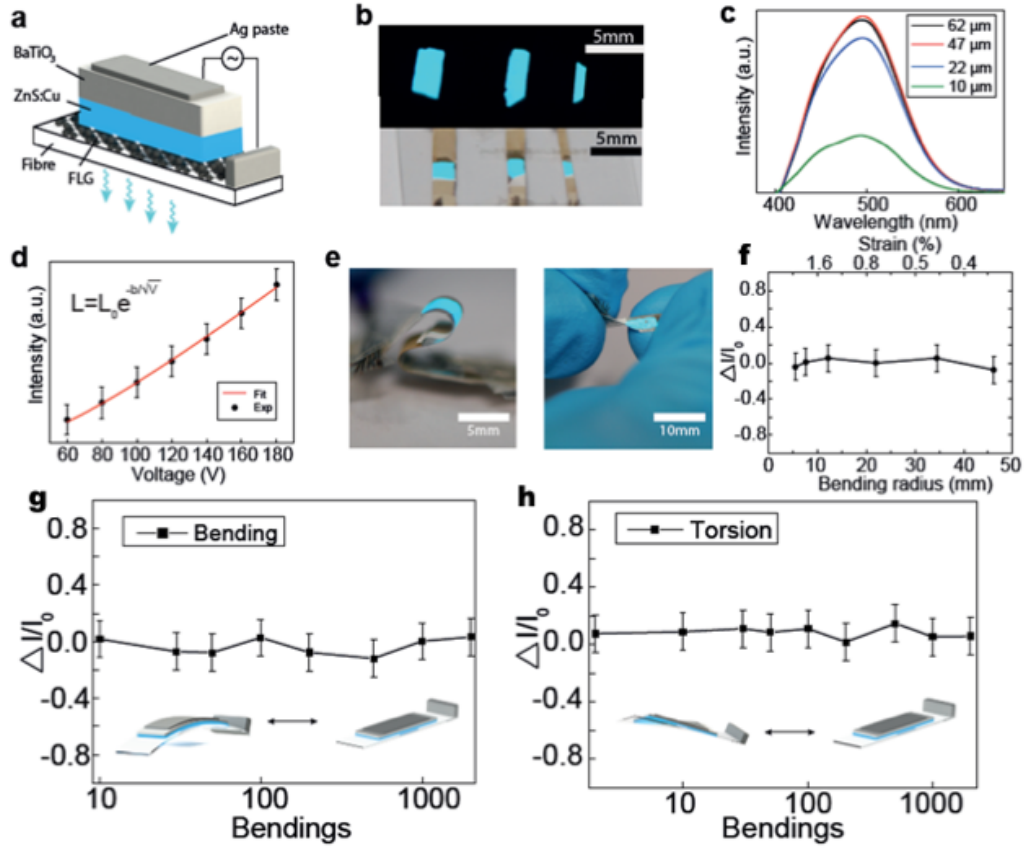 a
Ag paste
BaTiO₃
ZnS:Cu
Fibre
FLG
b
5mm
5mm
c
Intensity (a.u.)
62 µm
47 µm
22 µm
10 µm
400 500 600
Wavelength (nm)
d
Intensity (a.u.)
L=L₀e^-b/√V
Fit
Exp
60 80 100 120 140 160 180
Voltage (V)
e
5mm
10mm
f
Strain (%)
1.6 0.8 0.5 0.4
ΔI/I₀
0.8
0.4
0.0
-0.4
-0.8
0 10 20 30 40 50
Bending radius (mm)
g
Bending
ΔI/I₀
0.8
0.4
0.0
-0.4
-0.8
10 100 1000
Bendings
h
Torsion
ΔI/I₀
0.8
0.4
0.0
-0.4
-0.8
10 100 1000
Bendings